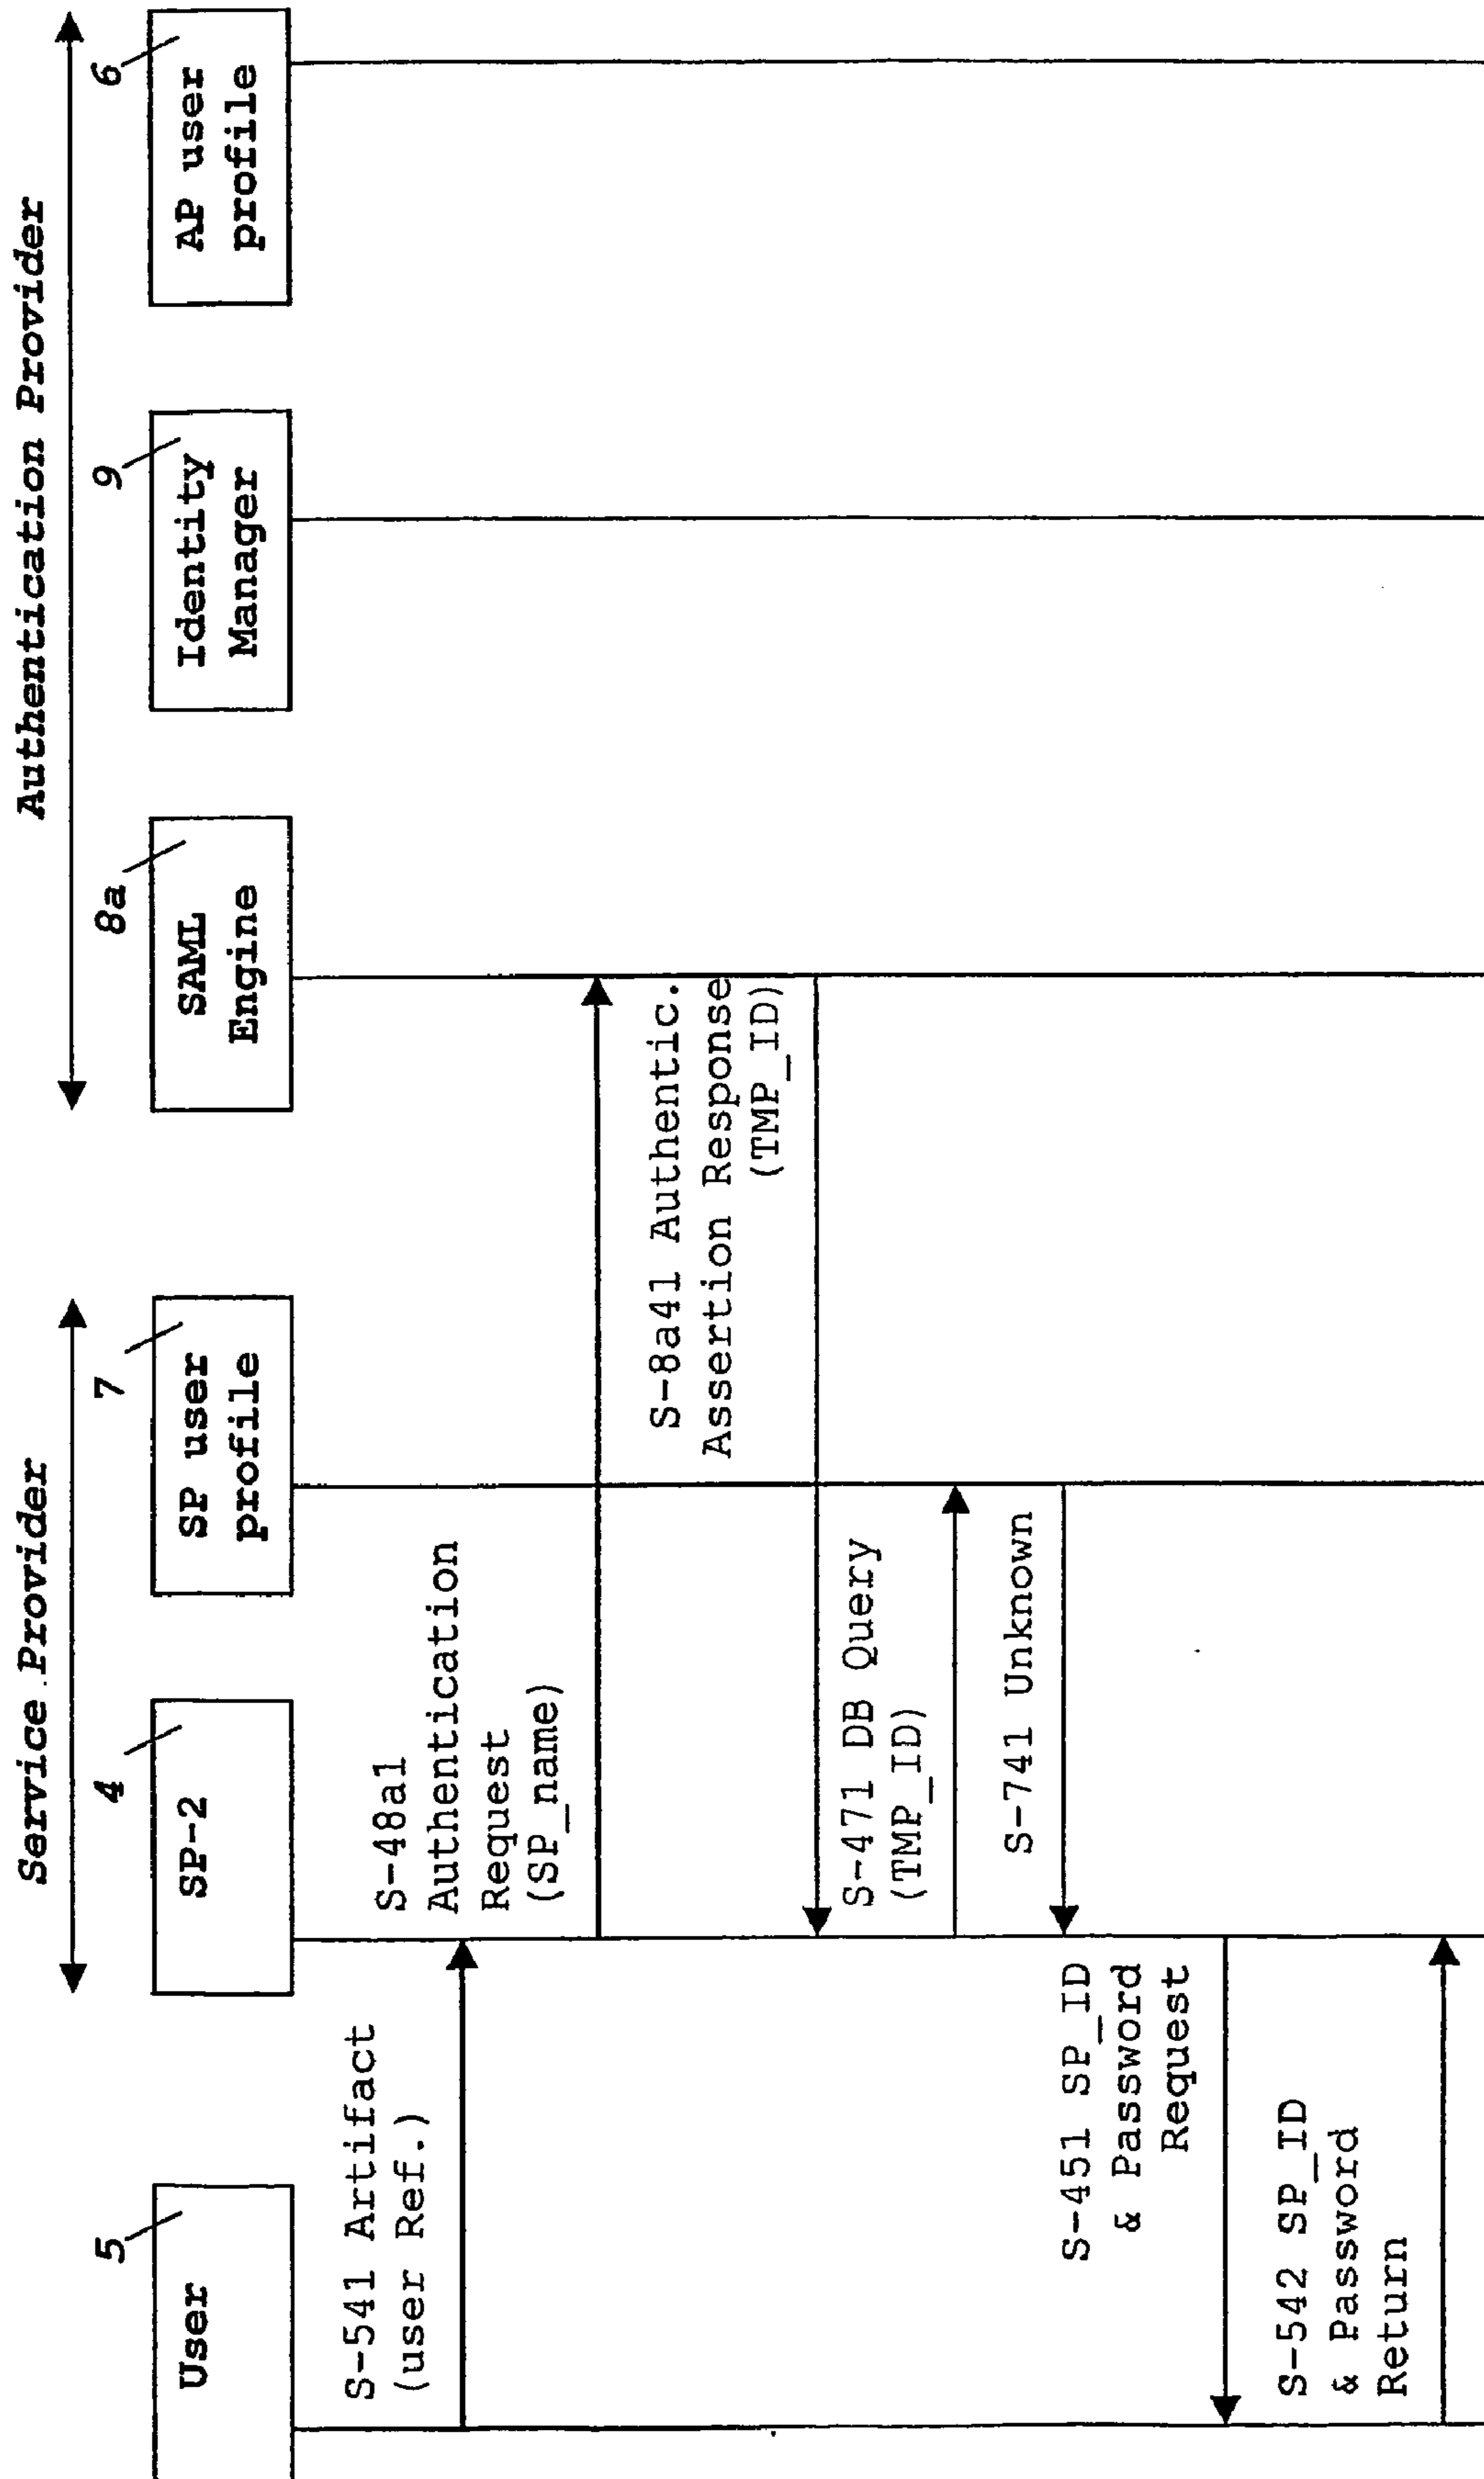 Service Provider
Authentication Provider
5
4
7
8a
9
6
User
SP-2
SP user
profile
SAML
Engine
Identity
Manager
AP user
profile
S-541 Artifact
(user Ref.)
S-48a1
Authentication
Request
(SP_name)
S-8a41 Authentic.
Assertion Response
(TMP_ID)
S-471 DB Query
(TMP_ID)
S-741 Unknown
S-451 SP_ID
& Password
Request
S-542 SP_ID
& Password
Return